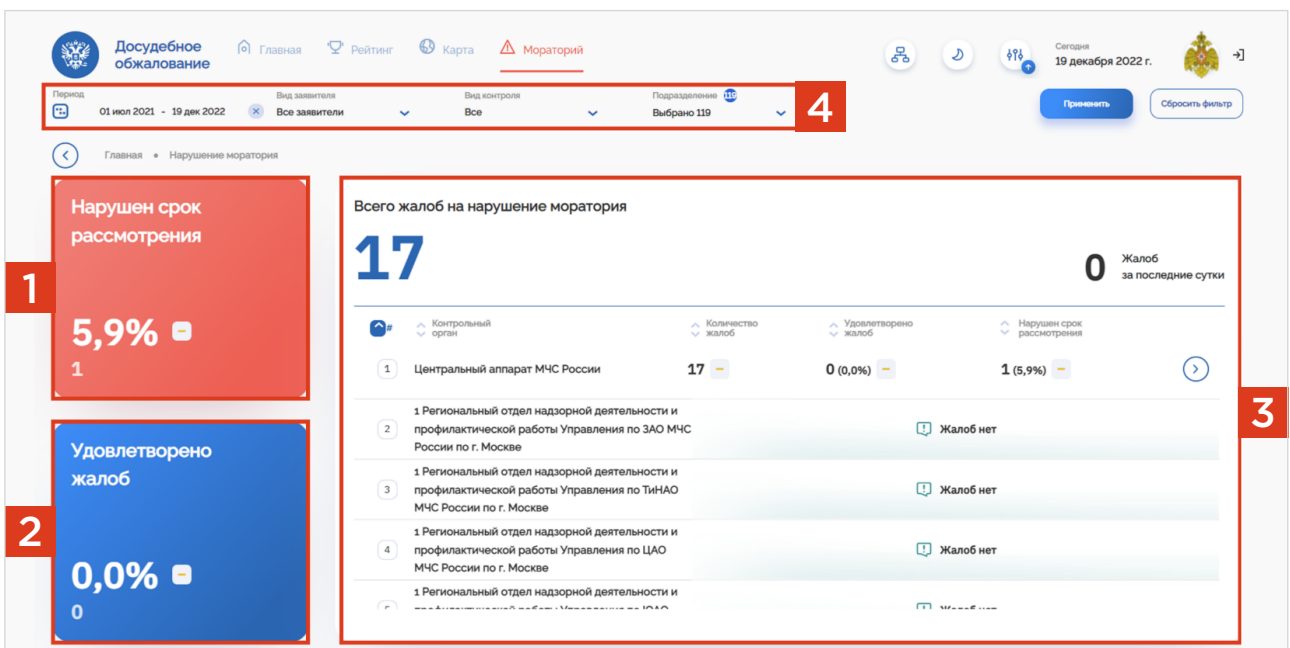 Досудебное
обжалование
Главная
Рейтинг
Карта
Мораторий
Сегодня
19 декабря 2022 г.
Период
01 июл 2021 - 19 дек 2022
Вид заявителя
Все заявители
Вид контроля
Все
Подразделение 119
Выбрано 119
4
Применить
Сбросить фильтр
Главная • Нарушение моратория
1
Нарушен срок
рассмотрения
5,9%
1
2
Удовлетворено
жалоб
0,0%
0
3
Всего жалоб на нарушение моратория
17
0
Жалоб
за последние сутки
#
Контрольный
орган
Количество
жалоб
Удовлетворено
жалоб
Нарушен срок
рассмотрения
1 Центральный аппарат МЧС России 17 0 (0,0%) 1 (5,9%)
1 Региональный отдел надзорной деятельности и
2 профилактической работы Управления по ЗАО МЧС Жалоб нет
России по г. Москве
1 Региональный отдел надзорной деятельности и
3 профилактической работы Управления по ТиНАО Жалоб нет
МЧС России по г. Москве
1 Региональный отдел надзорной деятельности и
4 профилактической работы Управления по ЦАО Жалоб нет
МЧС России по г. Москве
1 Региональный отдел надзорной деятельности и